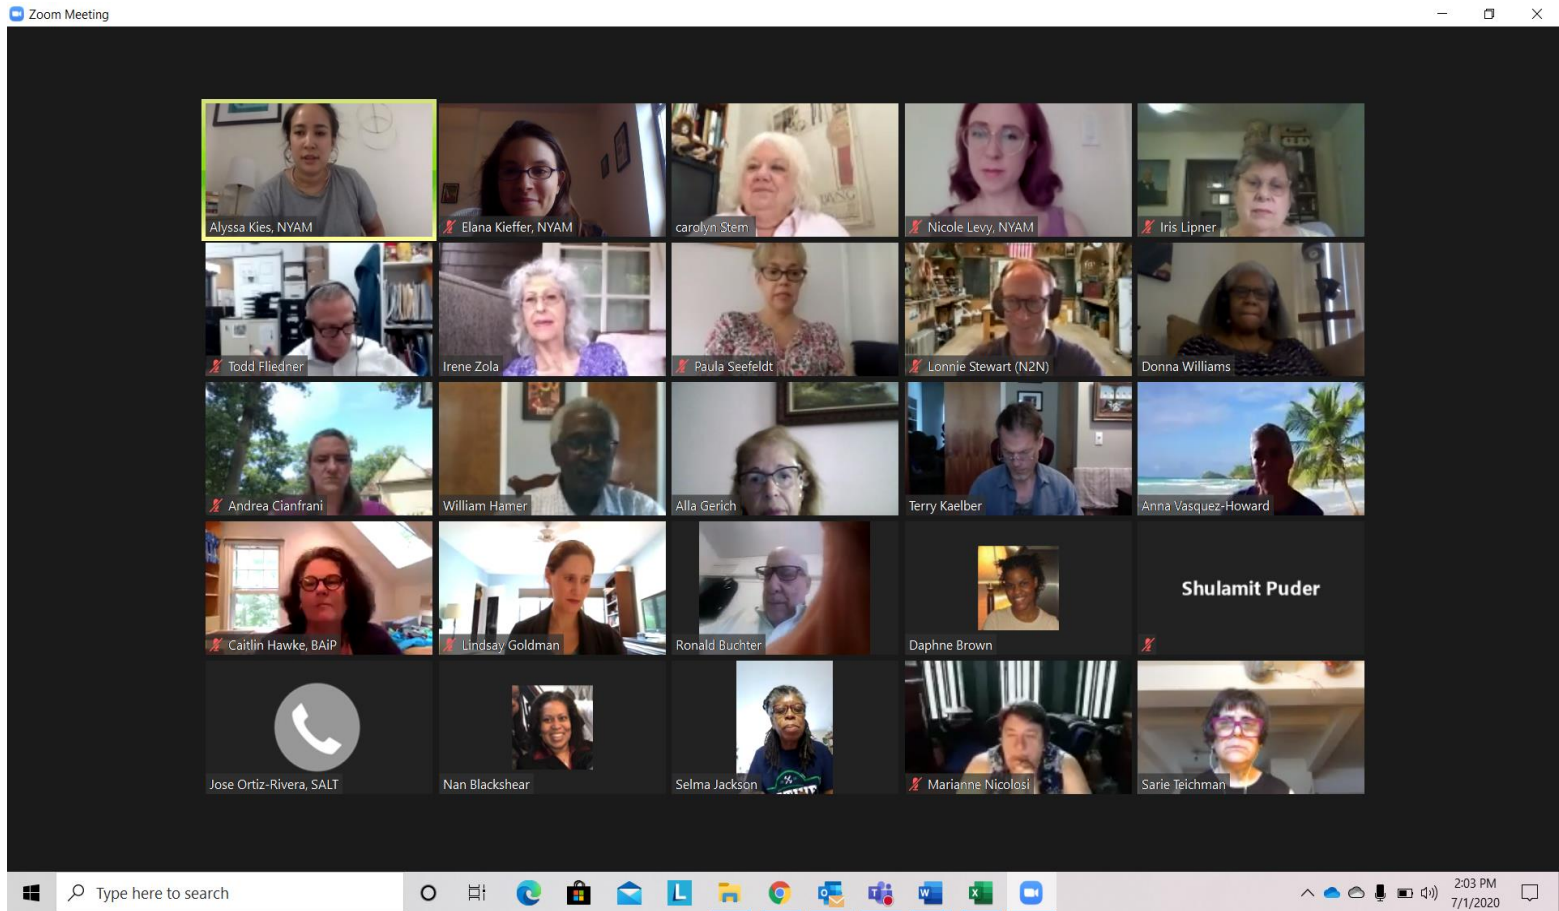 Zoom Meeting
Alyssa Kies, NYAM
Elana Kieffer, NYAM
carolyn Stem
Nicole Levy, NYAM
Iris Lipner
Todd Fliedner
Irene Zola
Paula Seefeldt
Lonnie Stewart (N2N)
Donna Williams
Andrea Cianfrani
William Hamer
Alla Gerich
Terry Kaelber
Anna Vasquez-Howard
Caitlin Hawke, BAiP
Lindsay Goldman
Ronald Buchter
Daphne Brown
Shulamit Puder
Jose Ortiz-Rivera, SALT
Nan Blackshear
Selma Jackson
Marianne Nicolosi
Sarie Teichman
Type here to search
2:03 PM
7/1/2020